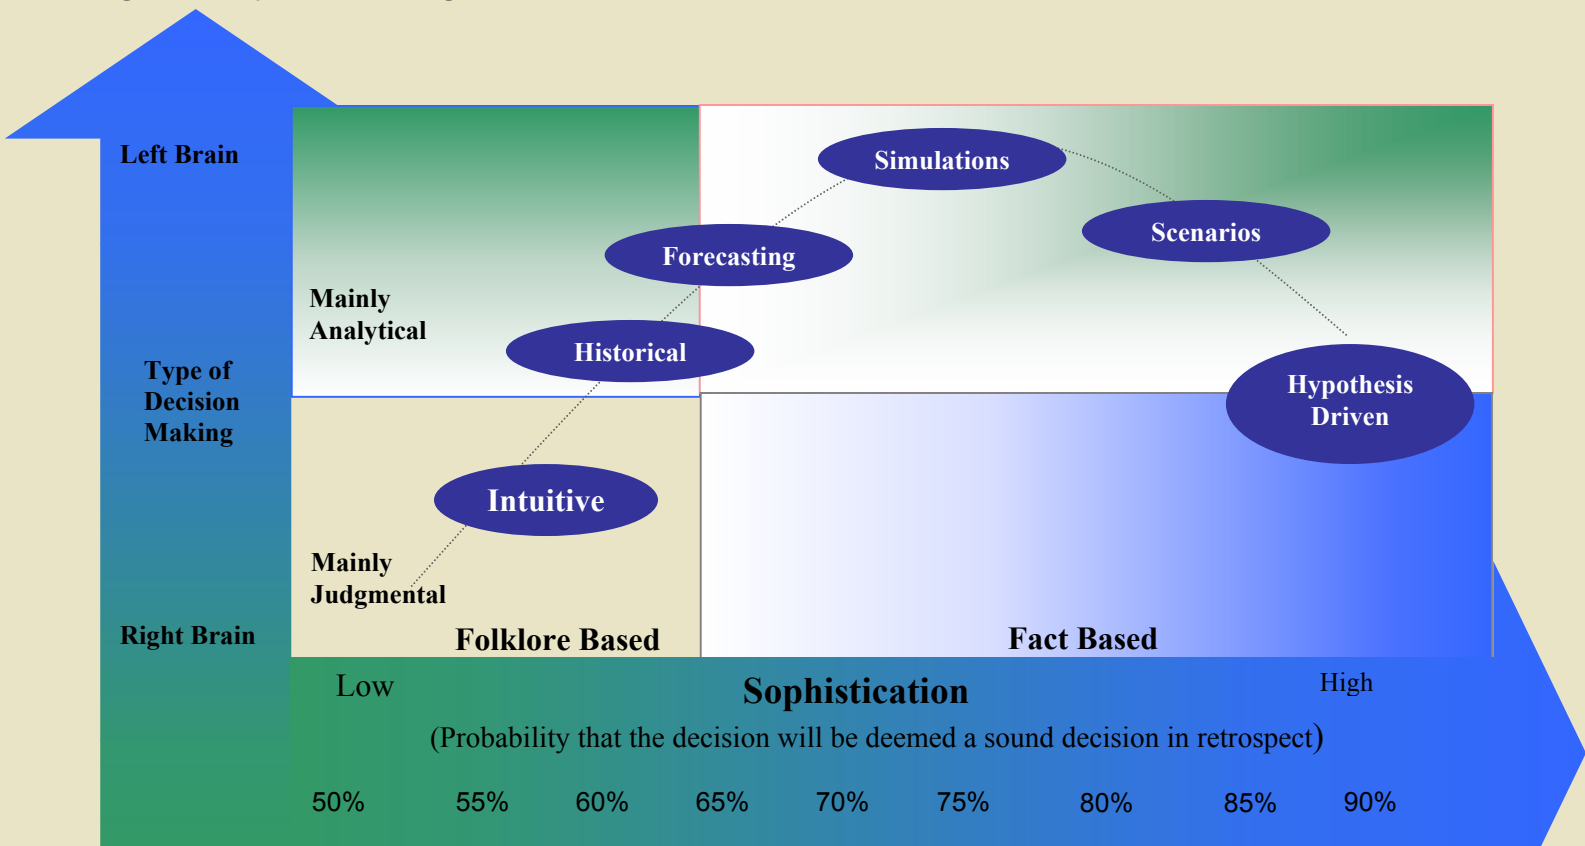 Left Brain
Simulations
Scenarios
Forecasting
Mainly
Analytical
Historical
Type of
Decision
Making
Hypothesis
Driven
Intuitive
Mainly
Judgmental
Right Brain
Folklore Based
Fact Based
Low
Sophistication
High
(Probability that the decision will be deemed a sound decision in retrospect)
50% 55% 60% 65% 70% 75% 80% 85% 90%